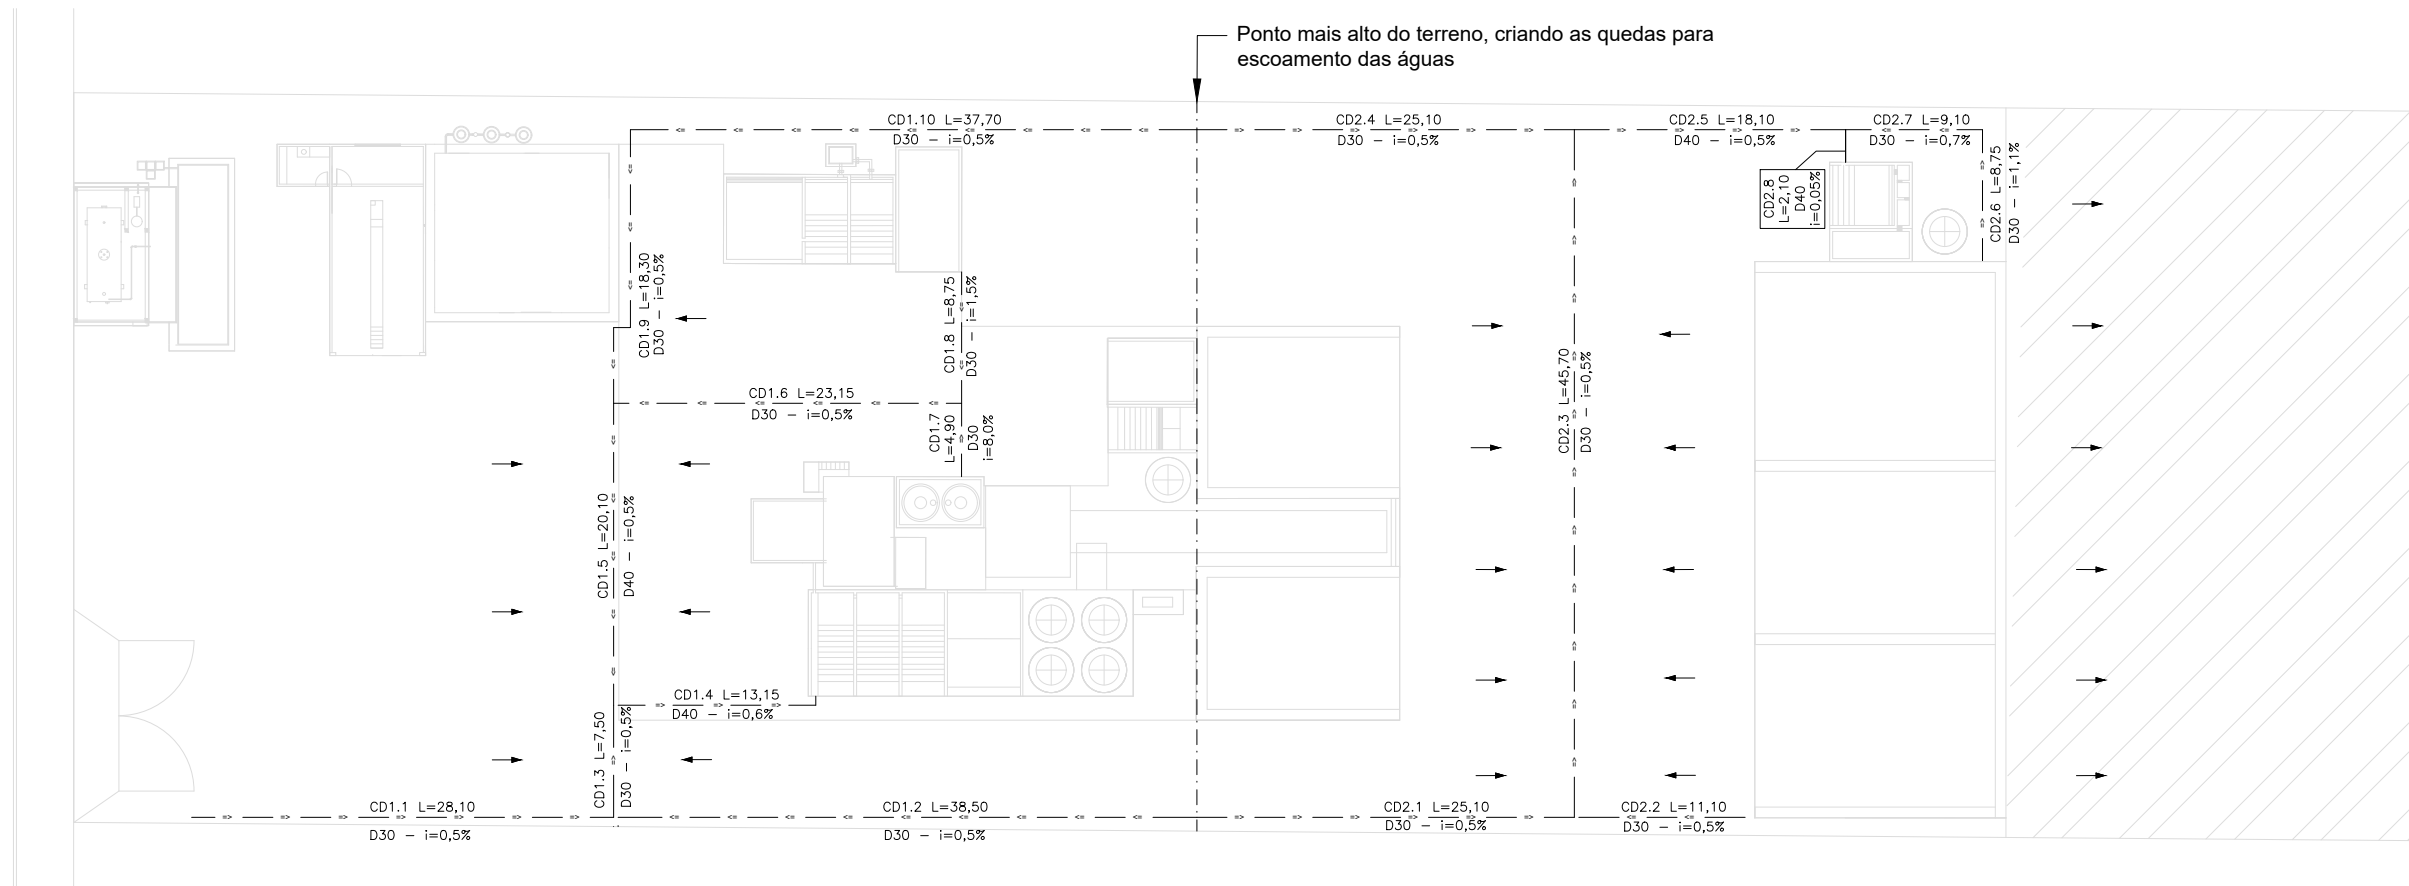 Ponto mais alto do terreno, criando as quedas para
escoamento das águas
CD1.10 L=37,70
D30 − i=0,5%
CD2.4 L=25,10
D30 − i=0,5%
CD2.5 L=18,10
D40 − i=0,5%
CD2.7 L=9,10
D30 − i=0,7%
CD2.8
L=2,10
D40
i=0,05%
CD2.6 L=8,75
D30 − i=1,1%
CD1.9 L=18,30
D30 − i=0,5%
CD1.8 L=8,75
D30 − i=1,5%
CD1.6 L=23,15
D30 − i=0,5%
CD1.7
L=4,90
D30
i=8,0%
CD2.3 L=45,70
D30 − i=0,5%
CD1.5 L=20,10
D40 − i=0,5%
CD1.4 L=13,15
D40 − i=0,6%
CD1.3 L=7,50
D30 − i=0,5%
CD1.1 L=28,10
D30 − i=0,5%
CD1.2 L=38,50
D30 − i=0,5%
CD2.1 L=25,10
D30 − i=0,5%
CD2.2 L=11,10
D30 − i=0,5%